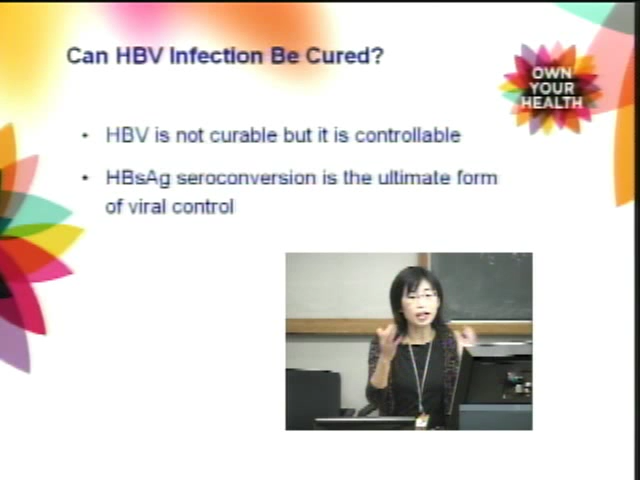 Can HBV Infection Be Cured?
OWN
YOUR
HEALTH
• HBV is not curable but it is controllable
• HBsAg seroconversion is the ultimate form
of viral control